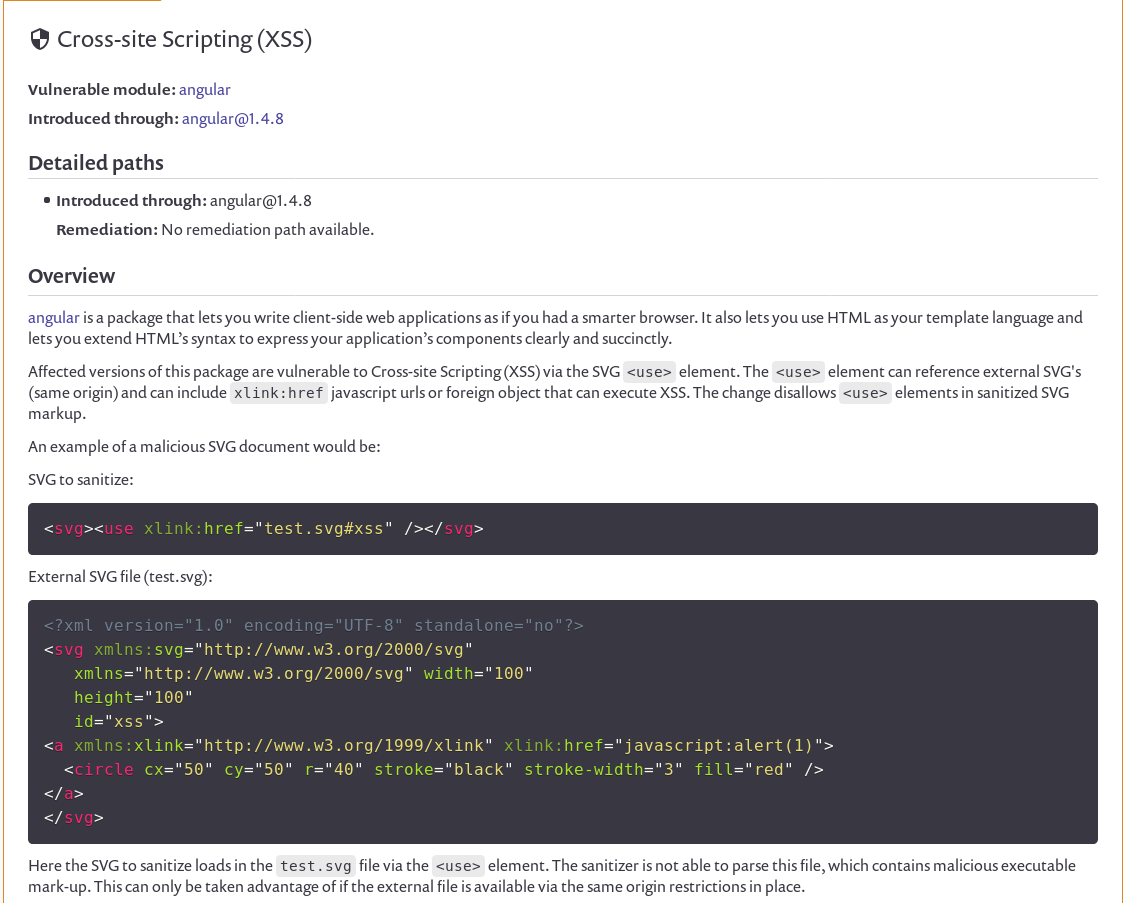 Cross-site Scripting (XSS)
Vulnerable module: angular
Introduced through: angular@1.4.8
Detailed paths
Introduced through: angular@1.4.8
Remediation: No remediation path available.
Overview
angular is a package that lets you write client-side web applications as if you had a smarter browser. It also lets you use HTML as your template language and
lets you extend HTML’s syntax to express your application’s components clearly and succinctly.
Affected versions of this package are vulnerable to Cross-site Scripting (XSS) via the SVG <use> element. The <use> element can reference external SVG's
(same origin) and can include xlink:href javascript urls or foreign object that can execute XSS. The change disallows <use> elements in sanitized SVG
markup.
An example of a malicious SVG document would be:
SVG to sanitize:
<svg><use xlink:href="test.svg#xss" /></svg>
External SVG file (test.svg):
<?xml version="1.0" encoding="UTF-8" standalone="no"?>
<svg xmlns:svg="http://www.w3.org/2000/svg"
   xmlns="http://www.w3.org/2000/svg" width="100"
   height="100"
   id="xss">
<a xmlns:xlink="http://www.w3.org/1999/xlink" xlink:href="javascript:alert(1)">
  <circle cx="50" cy="50" r="40" stroke="black" stroke-width="3" fill="red" />
</a>
</svg>
Here the SVG to sanitize loads in the test.svg file via the <use> element. The sanitizer is not able to parse this file, which contains malicious executable
mark-up. This can only be taken advantage of if the external file is available via the same origin restrictions in place.